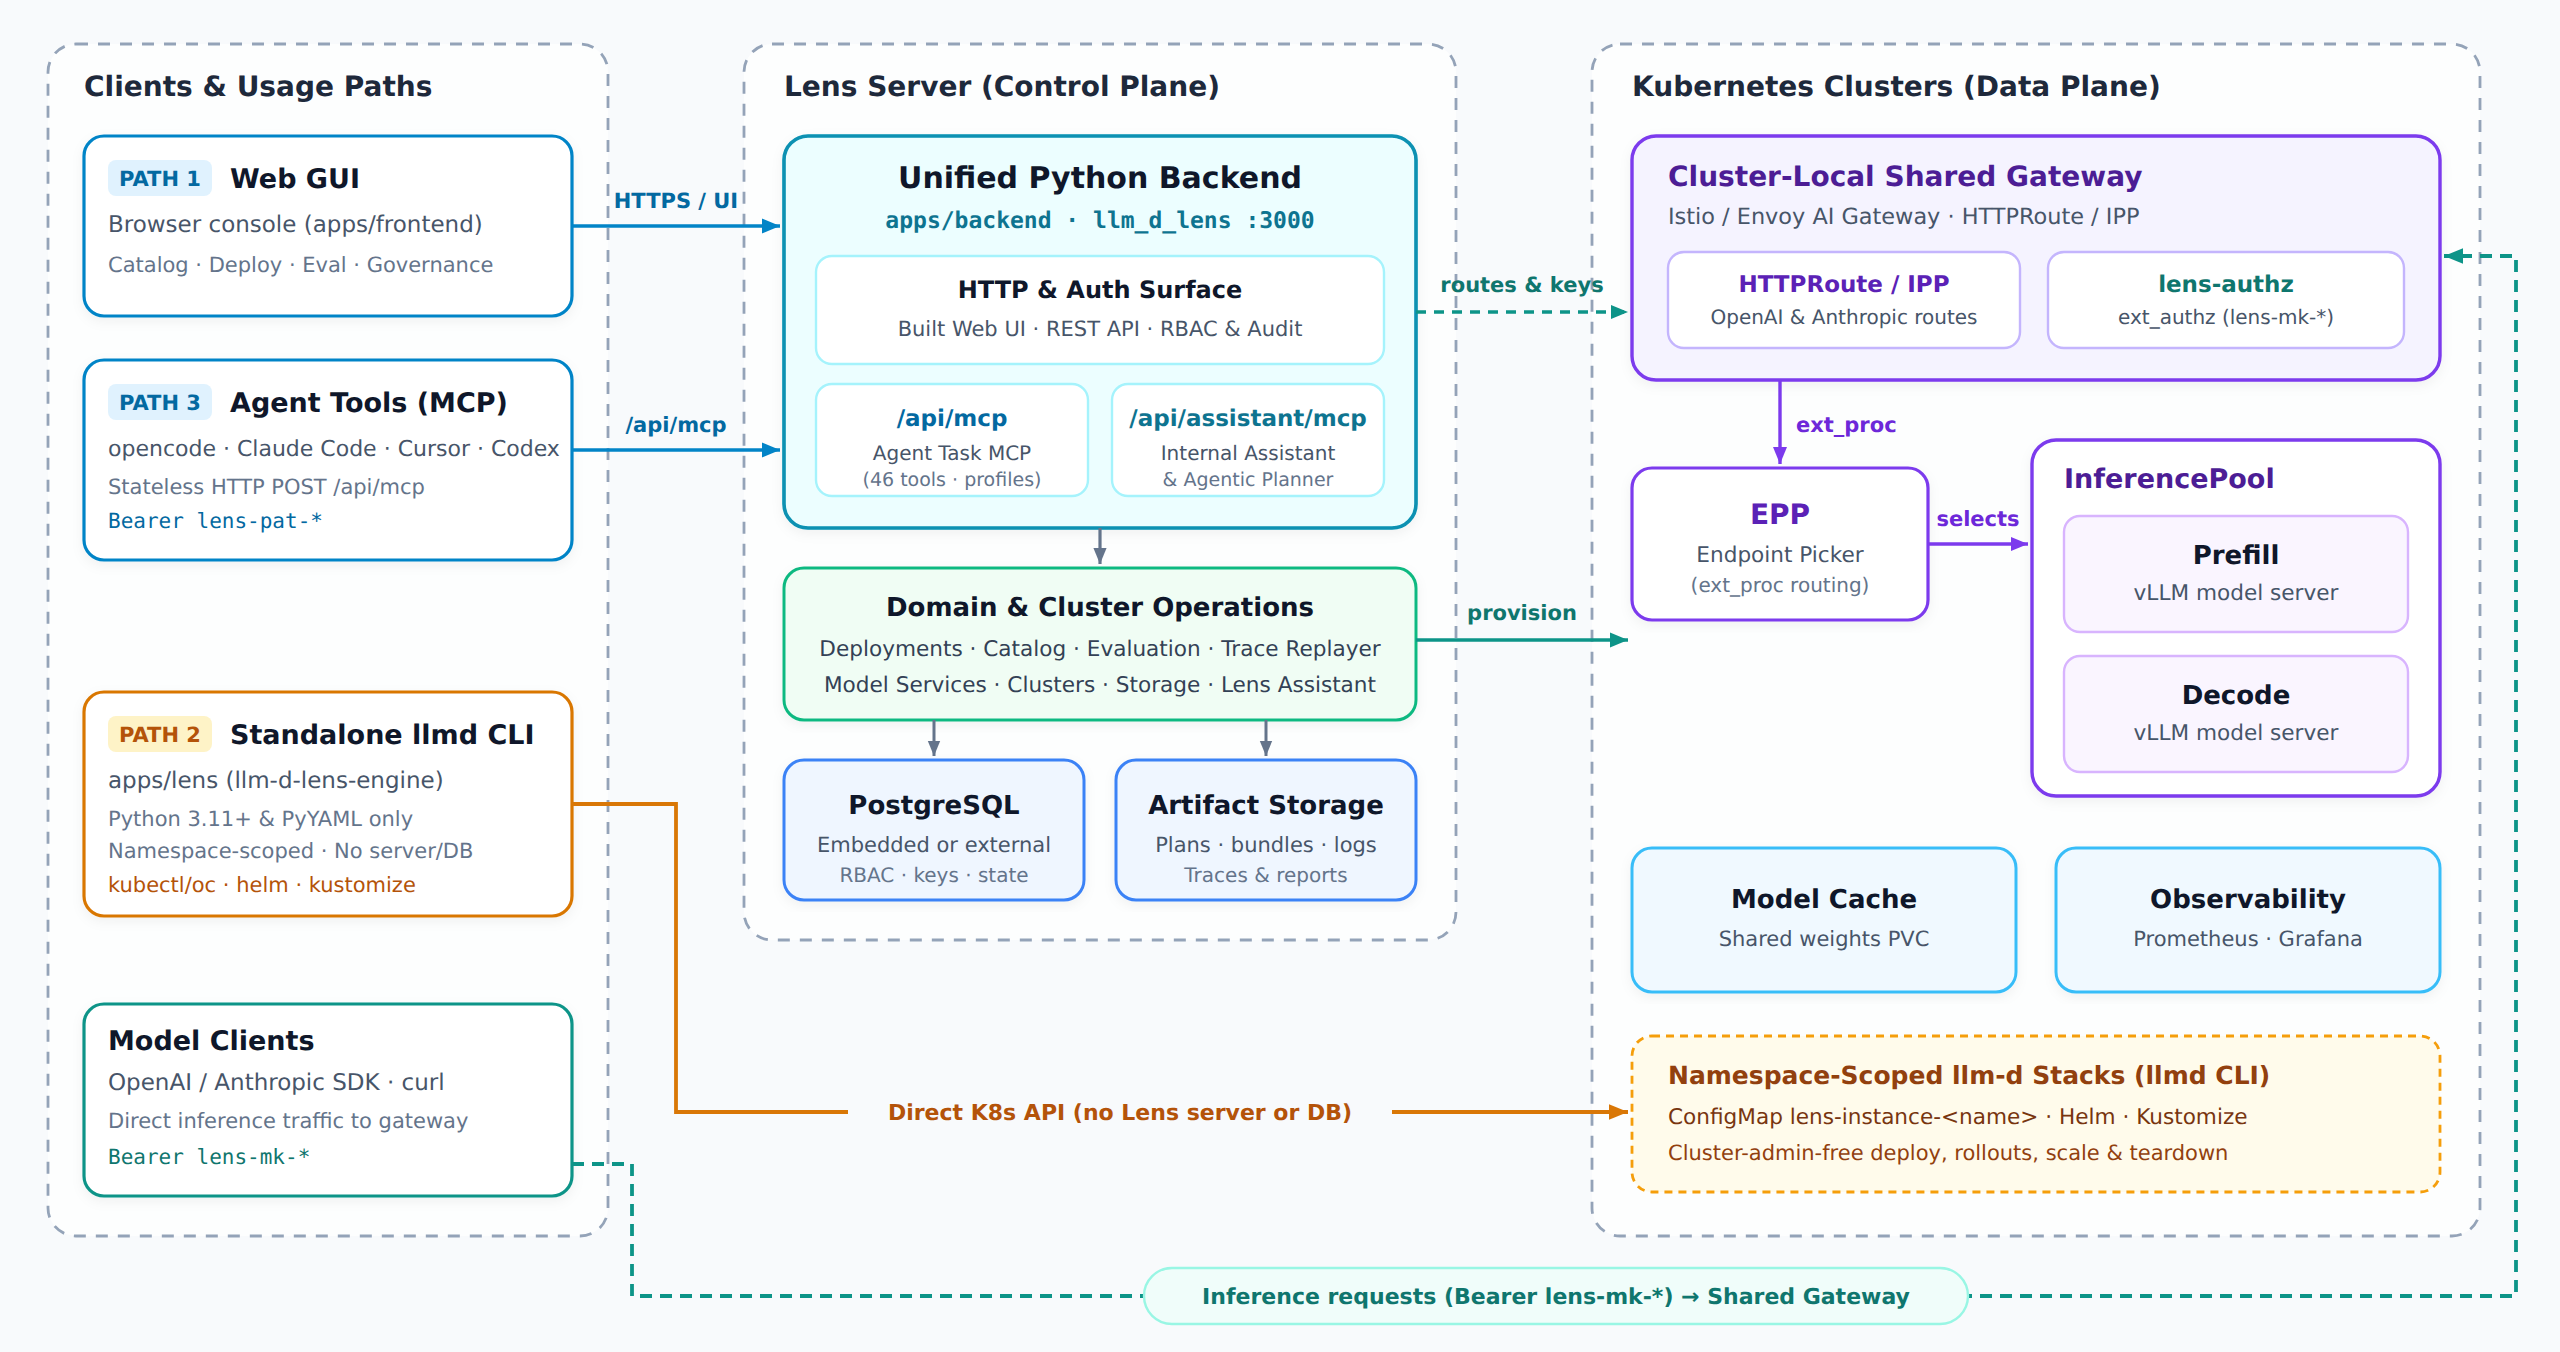 Clients & Usage Paths
PATH 1 Web GUI
Browser console (apps/frontend)
Catalog · Deploy · Eval · Governance
PATH 3 Agent Tools (MCP)
opencode · Claude Code · Cursor · Codex
Stateless HTTP POST /api/mcp
Bearer lens-pat-*
PATH 2 Standalone llmd CLI
apps/lens (llm-d-lens-engine)
Python 3.11+ & PyYAML only
Namespace-scoped · No server/DB
kubectl/oc · helm · kustomize
Model Clients
OpenAI / Anthropic SDK · curl
Direct inference traffic to gateway
Bearer lens-mk-*
HTTPS / UI
/api/mcp
Lens Server (Control Plane)
Unified Python Backend
apps/backend · llm_d_lens :3000
HTTP & Auth Surface
Built Web UI · REST API · RBAC & Audit
/api/mcp
Agent Task MCP
(46 tools · profiles)
/api/assistant/mcp
Internal Assistant
& Agentic Planner
Domain & Cluster Operations
Deployments · Catalog · Evaluation · Trace Replayer
Model Services · Clusters · Storage · Lens Assistant
PostgreSQL
Embedded or external
RBAC · keys · state
Artifact Storage
Plans · bundles · logs
Traces & reports
routes & keys
provision
Direct K8s API (no Lens server or DB)
Kubernetes Clusters (Data Plane)
Cluster-Local Shared Gateway
Istio / Envoy AI Gateway · HTTPRoute / IPP
HTTPRoute / IPP
OpenAI & Anthropic routes
lens-authz
ext_authz (lens-mk-*)
ext_proc
EPP
Endpoint Picker
(ext_proc routing)
selects
InferencePool
Prefill
vLLM model server
Decode
vLLM model server
Model Cache
Shared weights PVC
Observability
Prometheus · Grafana
Namespace-Scoped llm-d Stacks (llmd CLI)
ConfigMap lens-instance-<name> · Helm · Kustomize
Cluster-admin-free deploy, rollouts, scale & teardown
Inference requests (Bearer lens-mk-*) → Shared Gateway